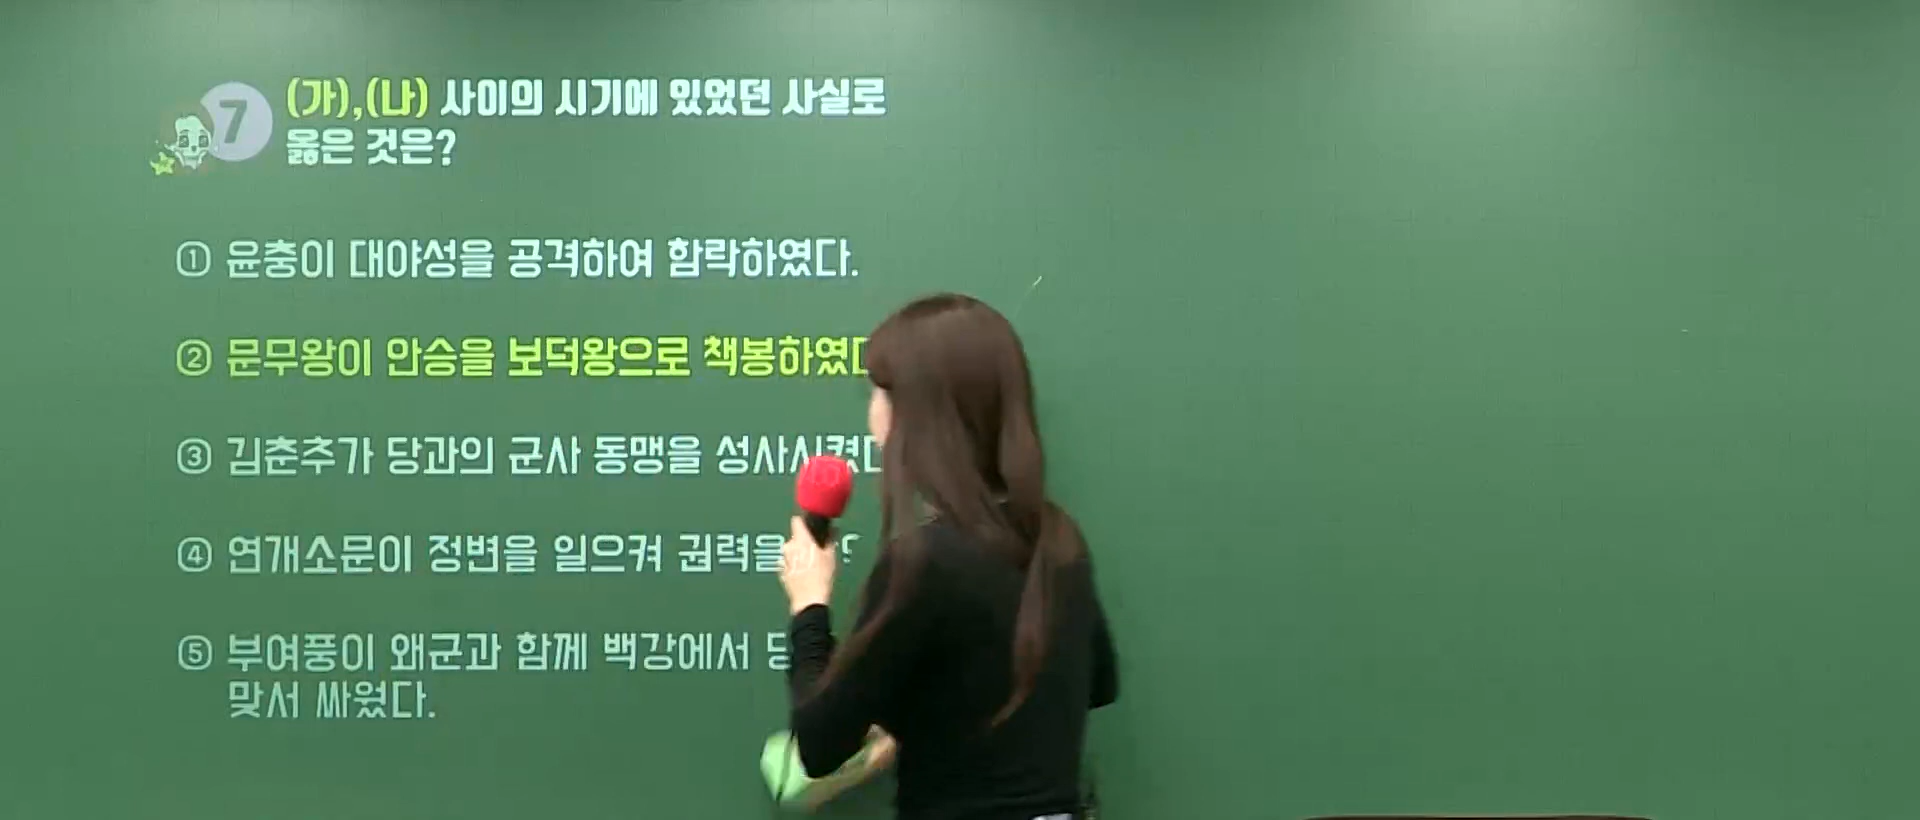 7
(가),(나) 사이의 시기에 있었던 사실로
옳은 것은?
① 윤충이 대야성을 공격하여 함락하였다.
② 문무왕이 안승을 보덕왕으로 책봉하였
③ 김춘추가 당과의 군사 동맹을 성사시켰
④ 연개소문이 정변을 일으켜 권력을
⑤ 부여풍이 왜군과 함께 백강에서
맞서 싸웠다.